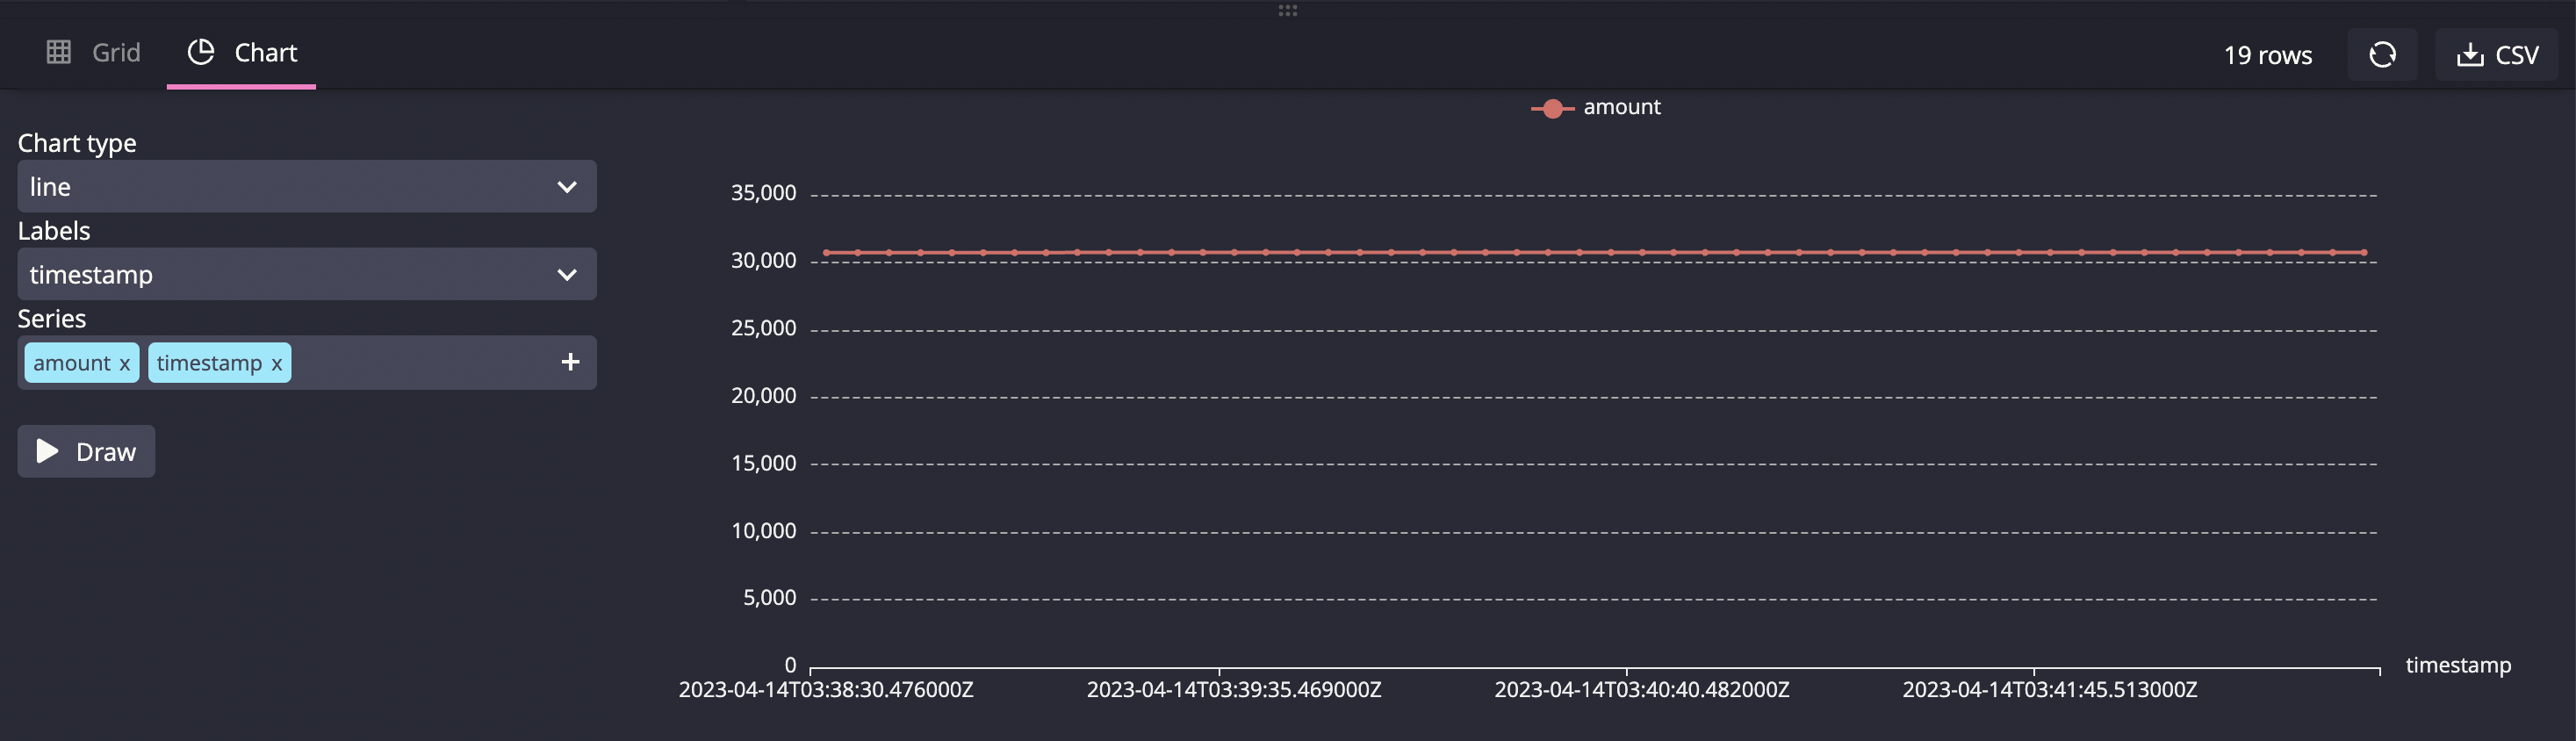 Grid Chart 19 rows CSV
amount
Chart type
line
Labels
timestamp
Series
amount x timestamp x +
Draw
35,000
30,000
25,000
20,000
15,000
10,000
5,000
0
timestamp
2023-04-14T03:38:30.476000Z 2023-04-14T03:39:35.469000Z 2023-04-14T03:40:40.482000Z 2023-04-14T03:41:45.513000Z